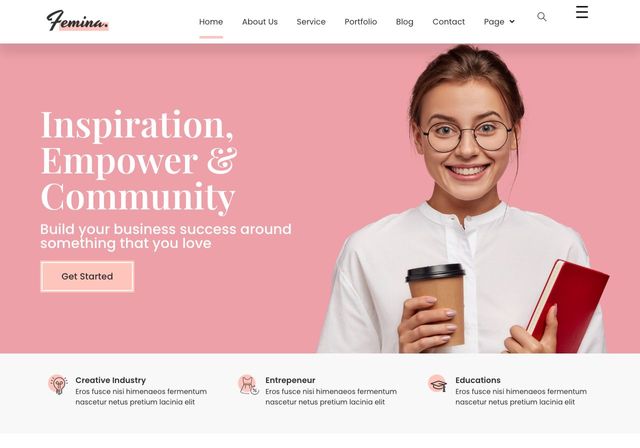 Femina.
Home About Us Service Portfolio Blog Contact Page
Inspiration,
Empower &
Community
Build your business success around
something that you love
Get Started
Creative Industry
Eros fusce nisi himenaeos fermentum
nascetur netus pretium lacinia elit
Entrepeneur
Eros fusce nisi himenaeos fermentum
nascetur netus pretium lacinia elit
Educations
Eros fusce nisi himenaeos fermentum
nascetur netus pretium lacinia elit